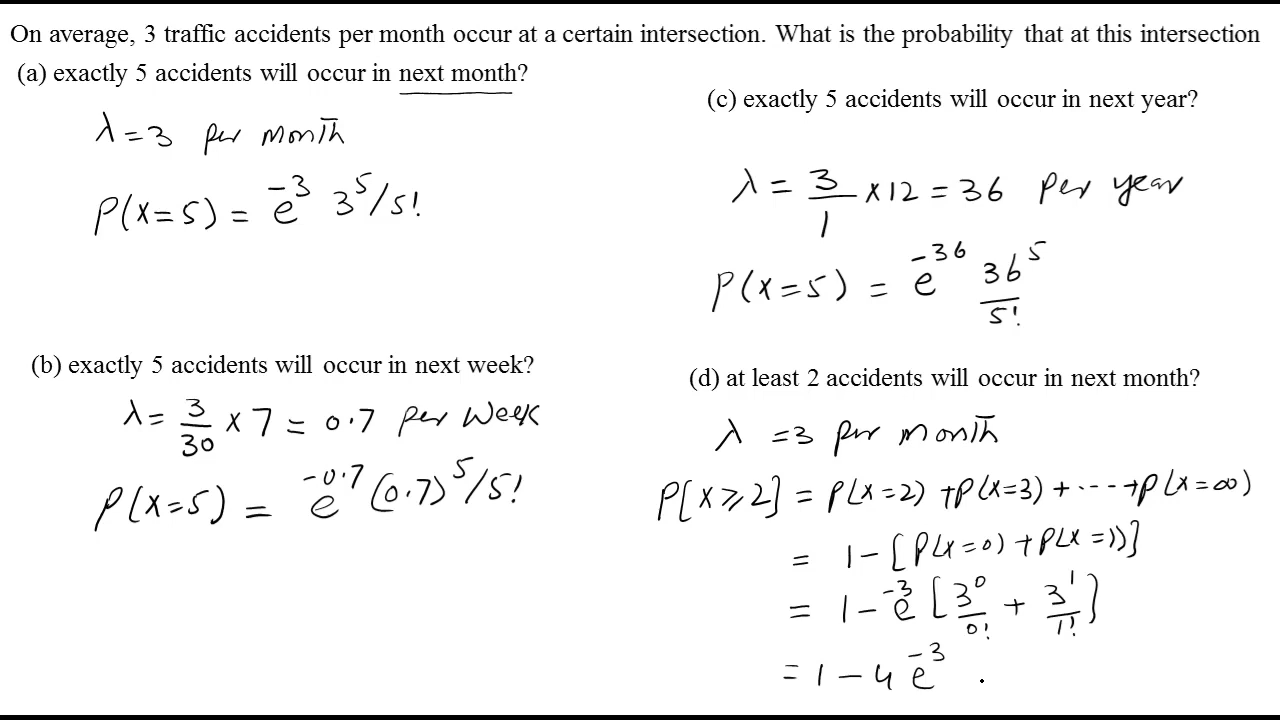 On average, 3 traffic accidents per month occur at a certain intersection. What is the probability that at this intersection
(a) exactly 5 accidents will occur in next month?
λ = 3 per month
P(X=5) = e^-3 3^5/5!
(b) exactly 5 accidents will occur in next week?
λ = 3/30 × 7 = 0.7 per week
P(X=5) = e^-0.7 (0.7)^5/5!
(c) exactly 5 accidents will occur in next year?
λ = 3/1 × 12 = 36 per year
P(X=5) = e^-36 36^5/5!
(d) at least 2 accidents will occur in next month?
λ = 3 per month
P[X ≥ 2] = P(X=2) + P(X=3) + ---- + P(X=∞)
= 1 - [P(X=0) + P(X=1)]
= 1 - e^-3 [3^0/0! + 3^1/1!]
= 1 - 4 e^-3 .